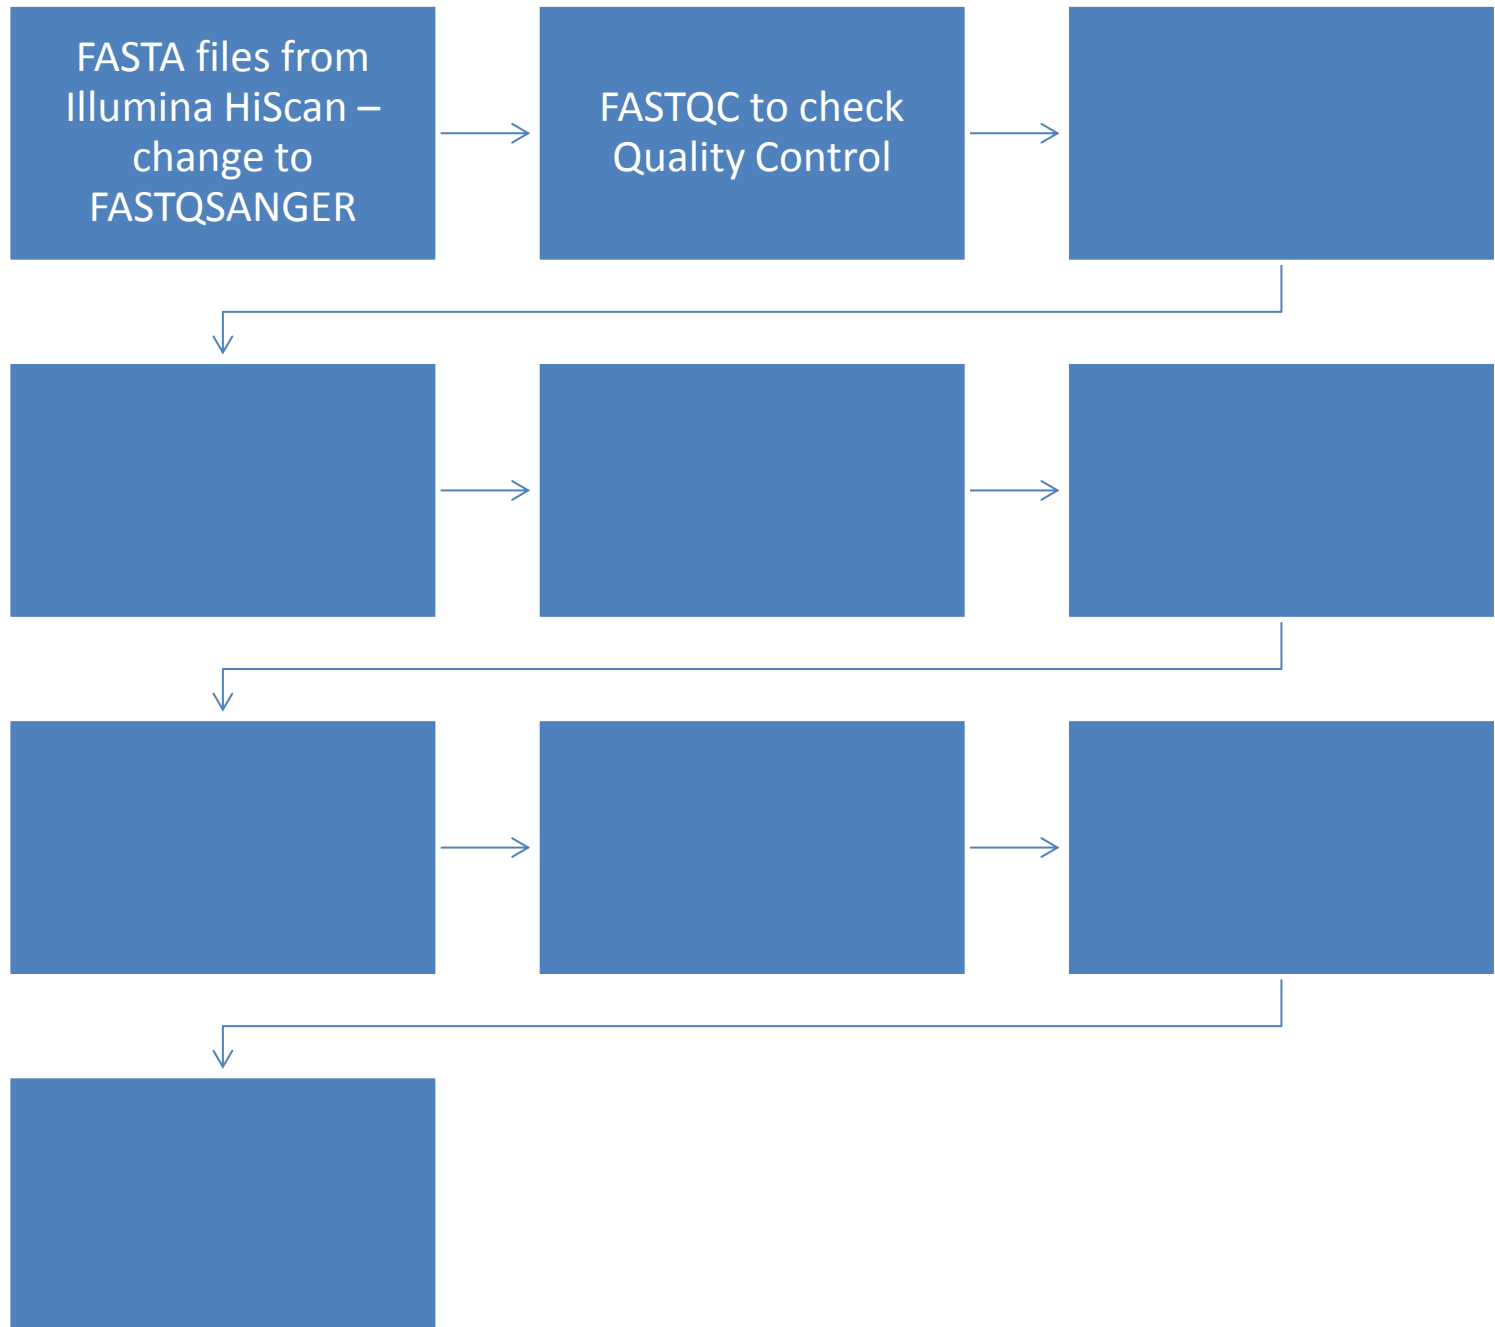 FASTA files from
Illumina HiScan –
change to
FASTQSANGER
FASTQC to check
Quality Control